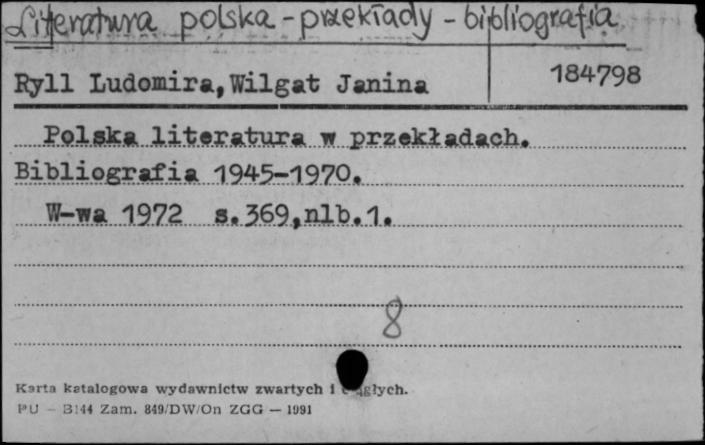 Literatura polska - przekłady - bibliografia
Ryll Ludomira, Wilgat Janina
184798
Polska literatura w przekładach.
Bibliografia 1945-1970.
W-wa 1972 s.369,nlb.1.
8
Karta katalogowa wydawnictw zwartych i
PU - B144 Zam. 849/DW/On ZGG - 1991